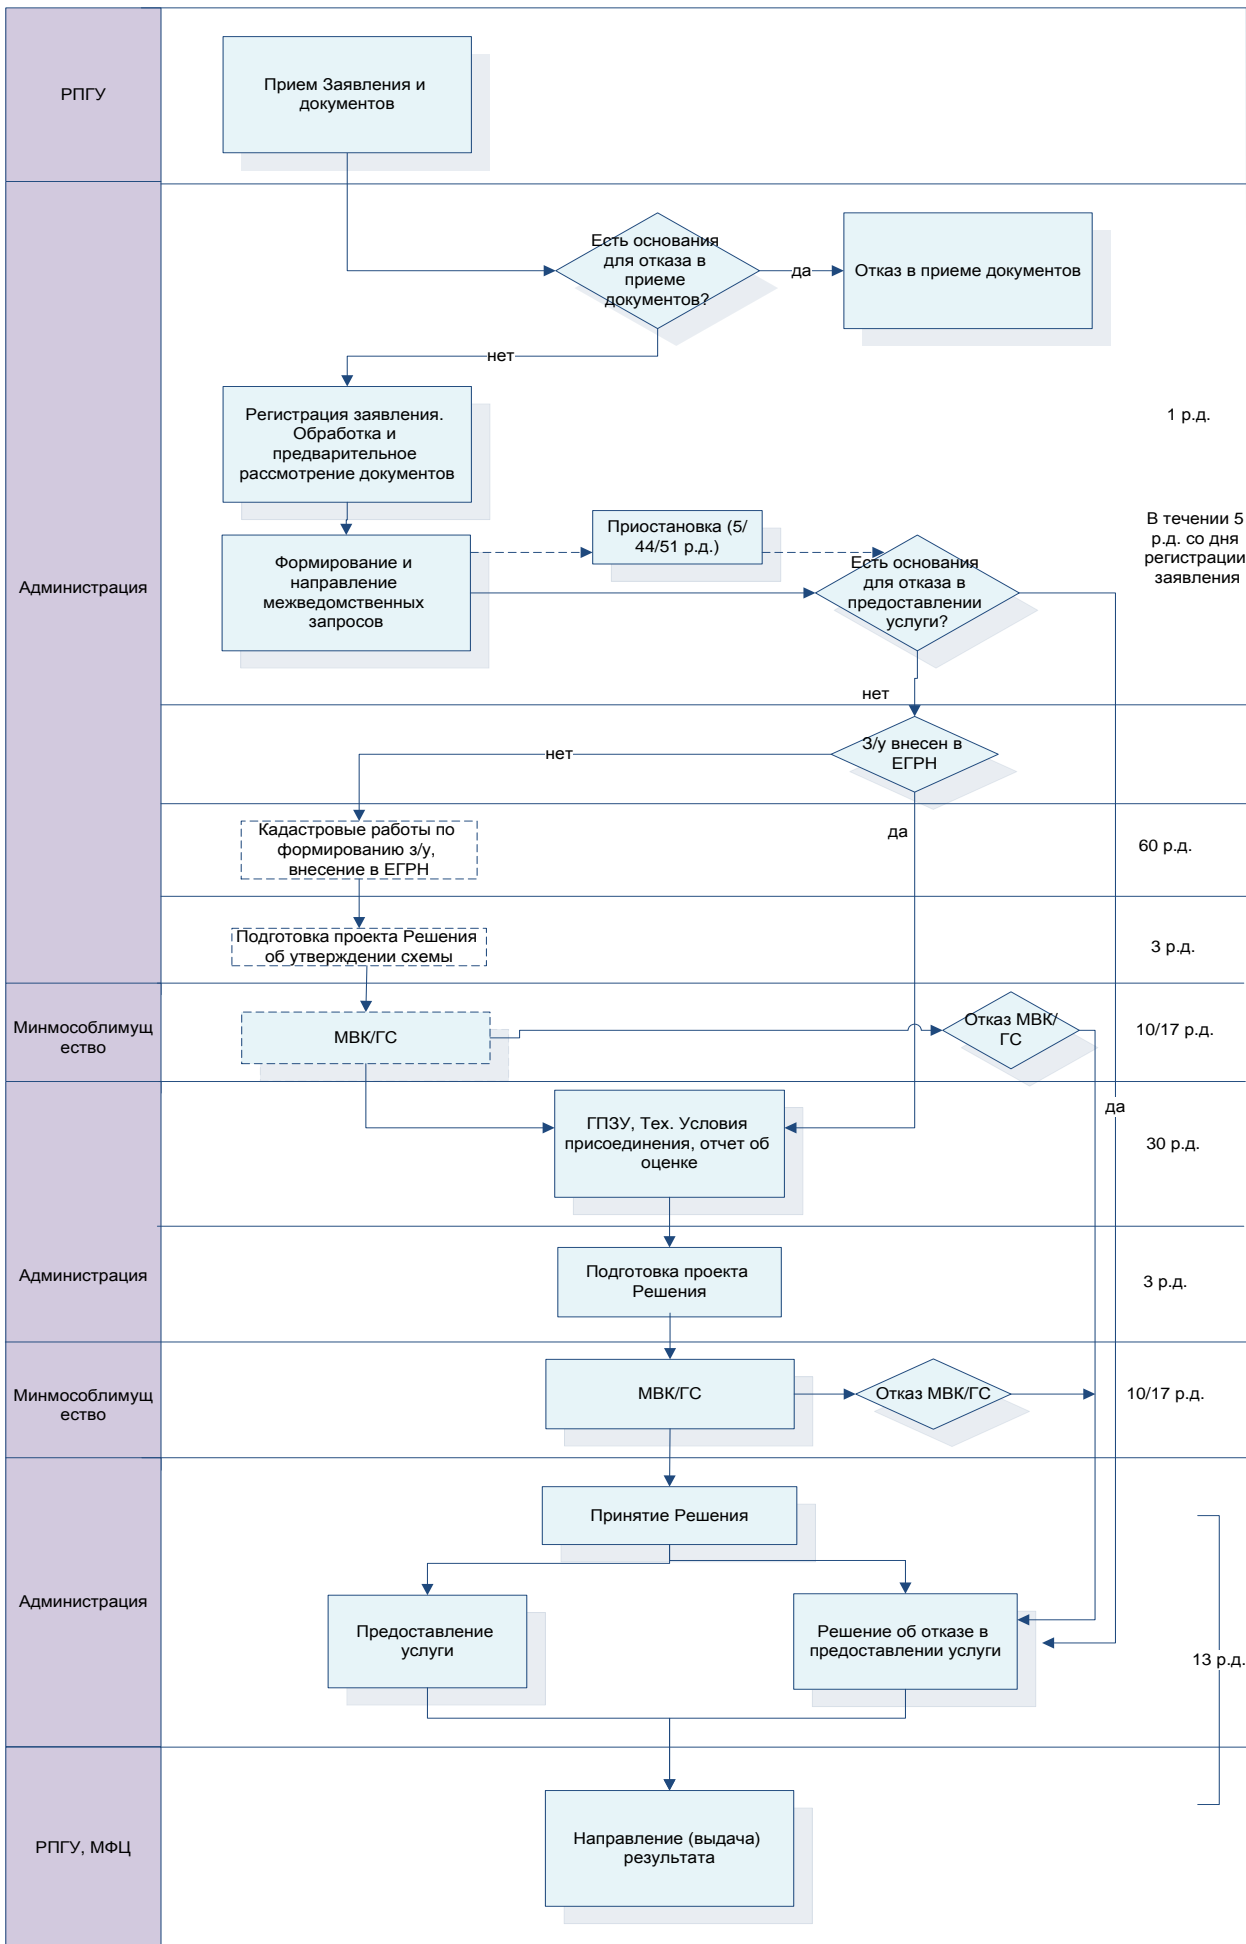 РПГУ
Прием Заявления и
документов
Есть основания
для отказа в
приеме
документов?
да
Отказ в приеме документов
нет
Регистрация заявления.
Обработка и
предварительное
рассмотрение документов
1 р.д.
Администрация
Формирование и
направление
межведомственных
запросов
Приостановка (5/
44/51 р.д.)
Есть основания
для отказа в
предоставлении
услуги?
В течении 5
р.д. со дня
регистрации
заявления
нет
З/у внесен в
ЕГРН
нет
да
Кадастровые работы по
формированию з/у,
внесение в ЕГРН
60 р.д.
Подготовка проекта Решения
об утверждении схемы
3 р.д.
Минмособлимущ
ество
МВК/ГС
Отказ МВК/
ГС
10/17 р.д.
да
ГПЗУ, Тех. Условия
присоединения, отчет об
оценке
30 р.д.
Администрация
Подготовка проекта
Решения
3 р.д.
Минмособлимущ
ество
МВК/ГС
Отказ МВК/ГС
10/17 р.д.
Принятие Решения
Администрация
Предоставление
услуги
Решение об отказе в
предоставлении услуги
13 р.д.
РПГУ, МФЦ
Направление (выдача)
результата